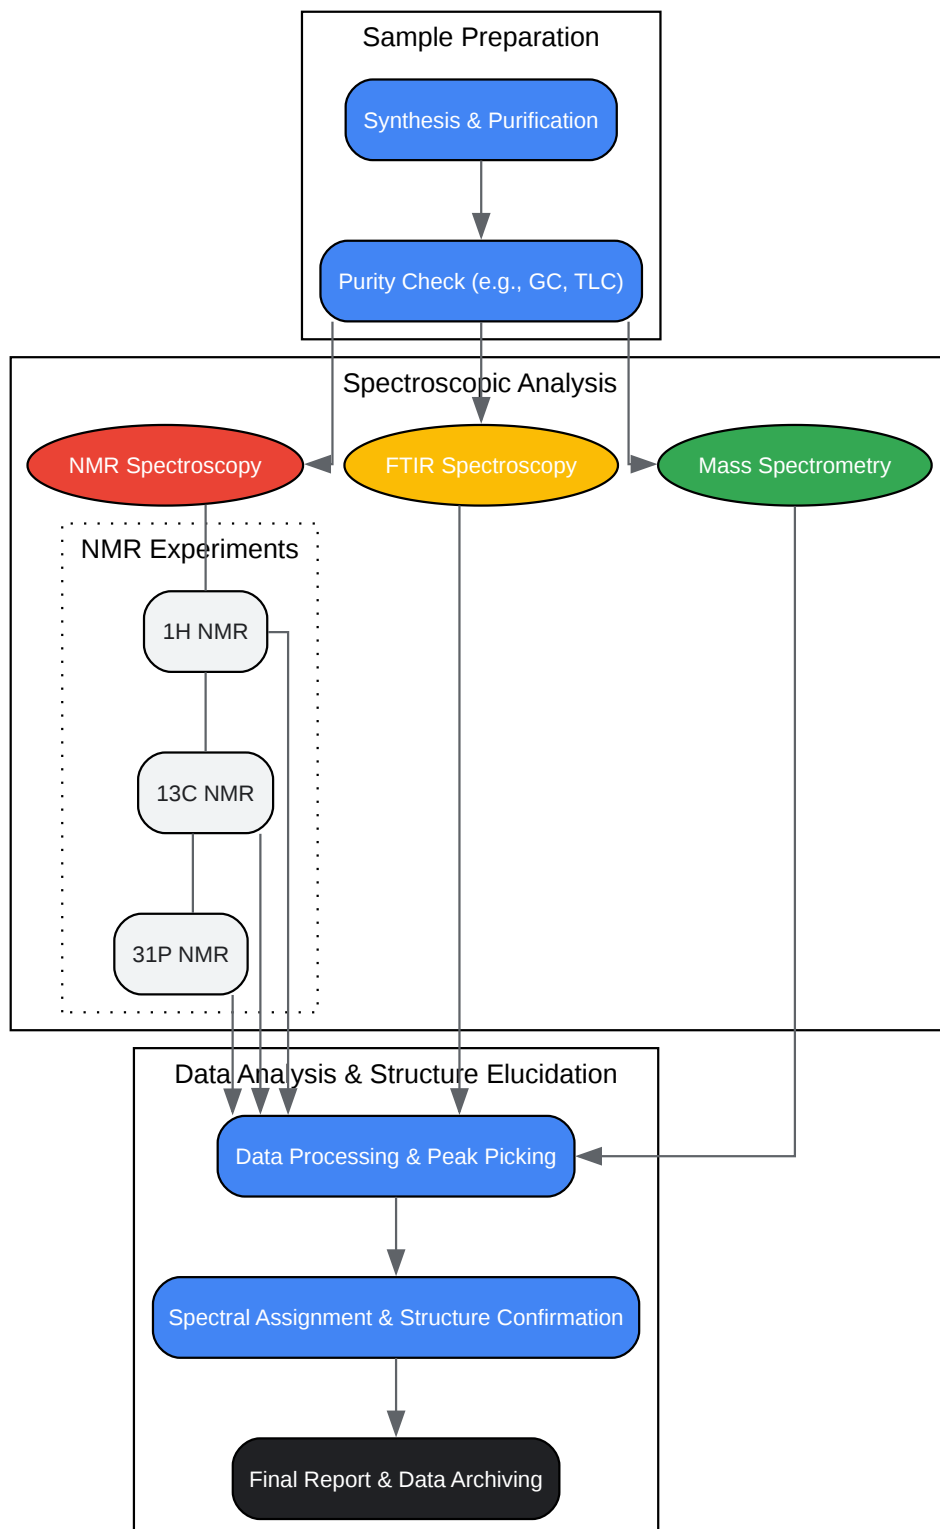 Sample Preparation
Synthesis & Purification
Purity Check (e.g., GC, TLC)
Spectroscopic Analysis
NMR Spectroscopy
FTIR Spectroscopy
Mass Spectrometry
NMR Experiments
1H NMR
13C NMR
31P NMR
Data Analysis & Structure Elucidation
Data Processing & Peak Picking
Spectral Assignment & Structure Confirmation
Final Report & Data Archiving